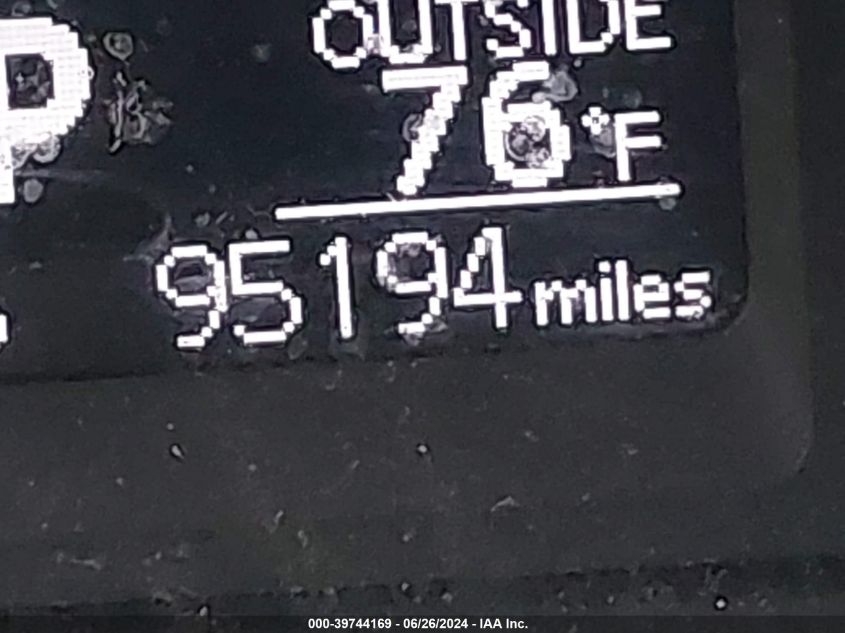 OUTSIDE
P
76°F
95194 miles
000-39744169 - 06/26/2024 - IAA Inc.